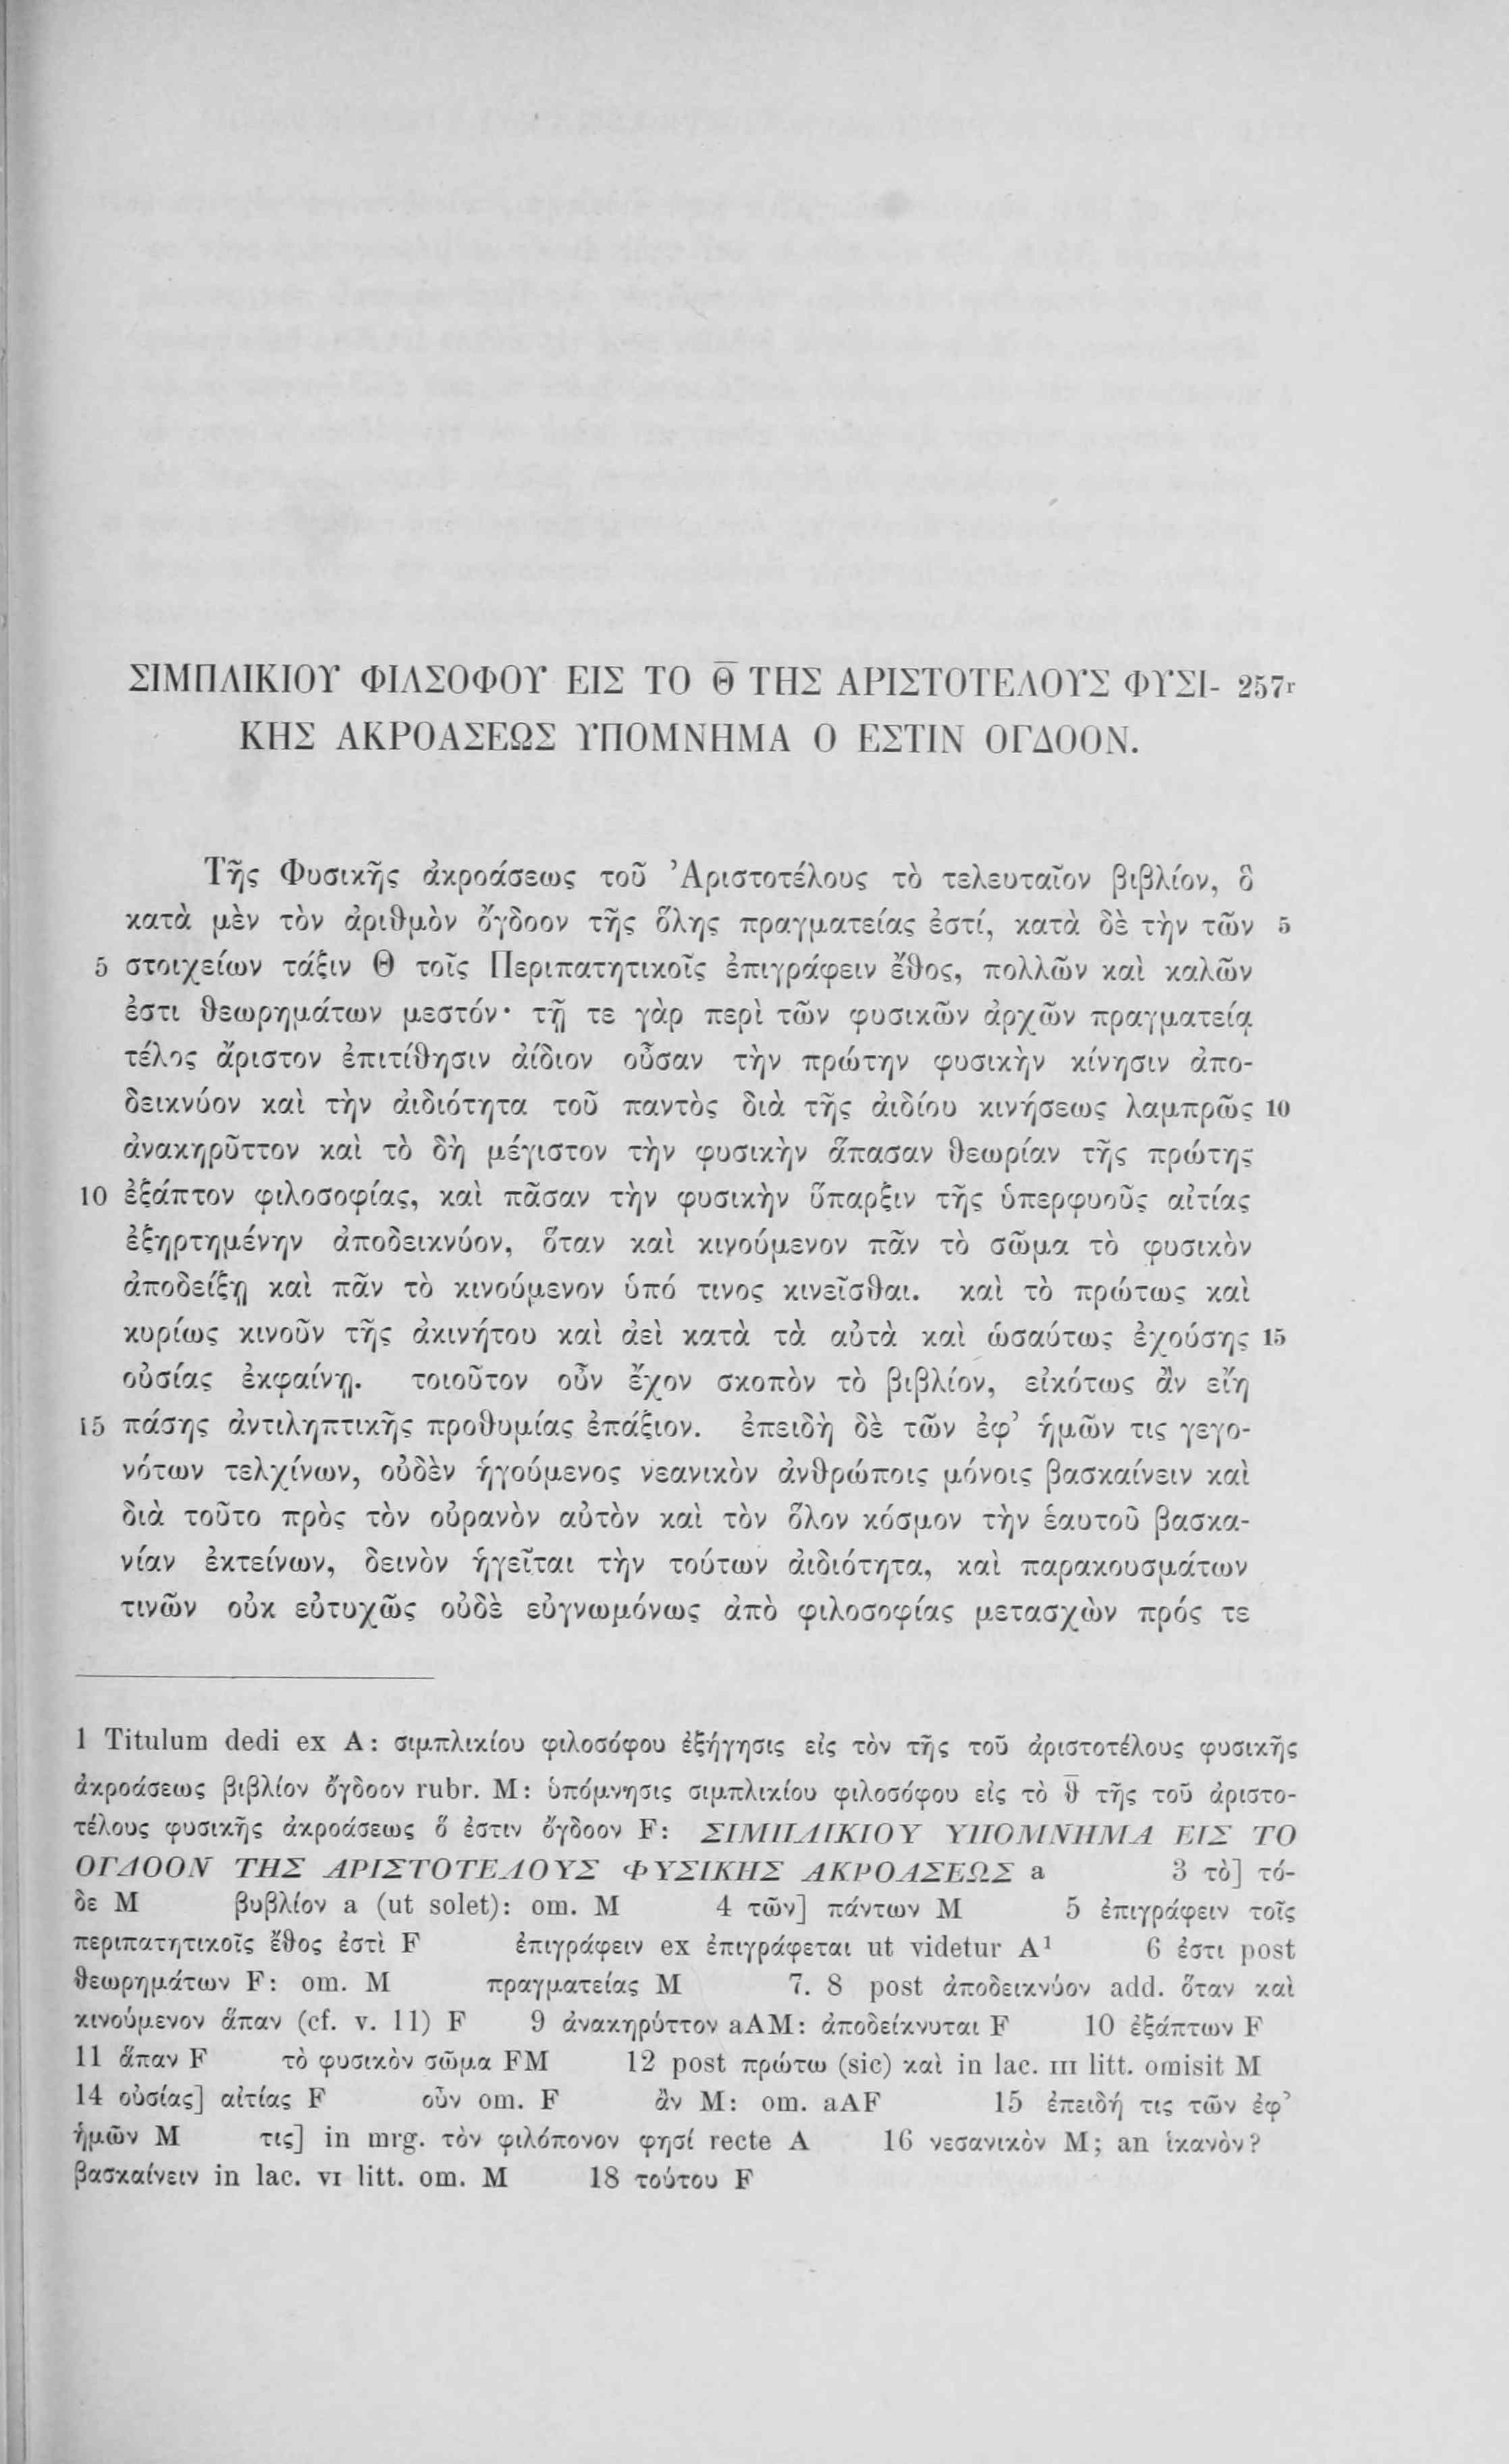 ΣΙΜΠΛΙΚΙΟΥ ΦΙΛΣΟΦΟΥ ΕΙΣ ΤΟ Θ̅ ΤΗΣ ΑΡΙΣΤΟΤΕΛΟΥΣ ΦΥΣΙ- 257r
ΚΗΣ ΑΚΡΟΑΣΕΩΣ ΥΠΟΜΝΗΜΑ Ο ΕΣΤΙΝ ΟΓΔΟΟΝ.
Τῆς Φυσικῆς ἀκροάσεως τοῦ Ἀριστοτέλους τὸ τελευταῖον βιβλίον, ὃ
κατὰ μὲν τὸν ἀριθμὸν ὄγδοον τῆς ὅλης πραγματείας ἐστί, κατὰ δὲ τὴν τῶν 5
5 στοιχείων τάξιν Θ τοῖς Περιπατητικοῖς ἐπιγράφειν ἔθος, πολλῶν καὶ καλῶν
ἐστι θεωρημάτων μεστόν· τῇ τε γὰρ περὶ τῶν φυσικῶν ἀρχῶν πραγματείᾳ
τέλος ἄριστον ἐπιτίθησιν ἀίδιον οὖσαν τὴν πρώτην φυσικὴν κίνησιν ἀπο-
δεικνύον καὶ τὴν ἀιδιότητα τοῦ παντὸς διὰ τῆς ἀιδίου κινήσεως λαμπρῶς 10
ἀνακηρῦττον καὶ τὸ δὴ μέγιστον τὴν φυσικὴν ἅπασαν θεωρίαν τῆς πρώτης
10 ἐξάπτον φιλοσοφίας, καὶ πᾶσαν τὴν φυσικὴν ὕπαρξιν τῆς ὑπερφυοῦς αἰτίας
ἐξηρτημένην ἀποδεικνύον, ὅταν καὶ κινούμενον πᾶν τὸ σῶμα τὸ φυσικὸν
ἀποδείξῃ καὶ πᾶν τὸ κινούμενον ὑπό τινος κινεῖσθαι. καὶ τὸ πρώτως καὶ
κυρίως κινοῦν τῆς ἀκινήτου καὶ ἀεὶ κατὰ τὰ αὐτὰ καὶ ὡσαύτως ἐχούσης 15
οὐσίας ἐκφαίνῃ. τοιοῦτον οὖν ἔχον σκοπὸν τὸ βιβλίον, εἰκότως ἂν εἴη
15 πάσης ἀντιληπτικῆς προθυμίας ἐπάξιον. ἐπειδὴ δὲ τῶν ἐφ’ ἡμῶν τις γεγο-
νότων τελχίνων, οὐδὲν ἡγούμενος νεανικὸν ἀνθρώποις μόνοις βασκαίνειν καὶ
διὰ τοῦτο πρὸς τὸν οὐρανὸν αὐτὸν καὶ τὸν ὅλον κόσμον τὴν ἑαυτοῦ βασκα-
νίαν ἐκτείνων, δεινὸν ἡγεῖται τὴν τούτων ἀιδιότητα, καὶ παρακουσμάτων
τινῶν οὐκ εὐτυχῶς οὐδὲ εὐγνωμόνως ἀπὸ φιλοσοφίας μετασχὼν πρός τε
1 Titulum dedi ex A: σιμπλικίου φιλοσόφου ἐξήγησις εἰς τὸν τῆς τοῦ ἀριστοτέλους φυσικῆς
ἀκροάσεως βιβλίον ὄγδοον rubr. M: ὑπόμνησις σιμπλικίου φιλοσόφου εἰς τὸ θ̅ τῆς τοῦ ἀριστο-
τέλους φυσικῆς ἀκροάσεως ὅ ἐστιν ὄγδοον F: ΣΙΜΠΛΙΚΙΟΥ ΥΠΟΜΝΗΜΑ ΕΙΣ ΤΟ
ΟΓΔΟΟΝ ΤΗΣ ΑΡΙΣΤΟΤΕΛΟΥΣ ΦΥΣΙΚΗΣ ΑΚΡΟΑΣΕΩΣ a 3 τὸ] τό-
δε M βυβλίον a (ut solet): om. M 4 τῶν] πάντων M 5 ἐπιγράφειν τοῖς
περιπατητικοῖς ἔθος ἐστὶ F ἐπιγράφειν ex ἐπιγράφεται ut videtur A¹ 6 ἐστι post
θεωρημάτων F: om. M πραγματείας M 7. 8 post ἀποδεικνύον add. ὅταν καὶ
κινούμενον ἅπαν (cf. v. 11) F 9 ἀνακηρύττον aAM: ἀποδείκνυται F 10 ἐξάπτων F
11 ἅπαν F τὸ φυσικὸν σῶμα FM 12 post πρώτω (sic) καὶ in lac. III litt. omisit M
14 οὐσίας] αἰτίας F οὖν om. F ἂν M: om. aAF 15 ἐπειδή τις τῶν ἐφ’
ἡμῶν M τις] in mrg. τὸν φιλόπονον φησί recte A 16 νεσανικὸν M; an ἱκανὸν?
βασκαίνειν in lac. VI litt. om. M 18 τούτου F